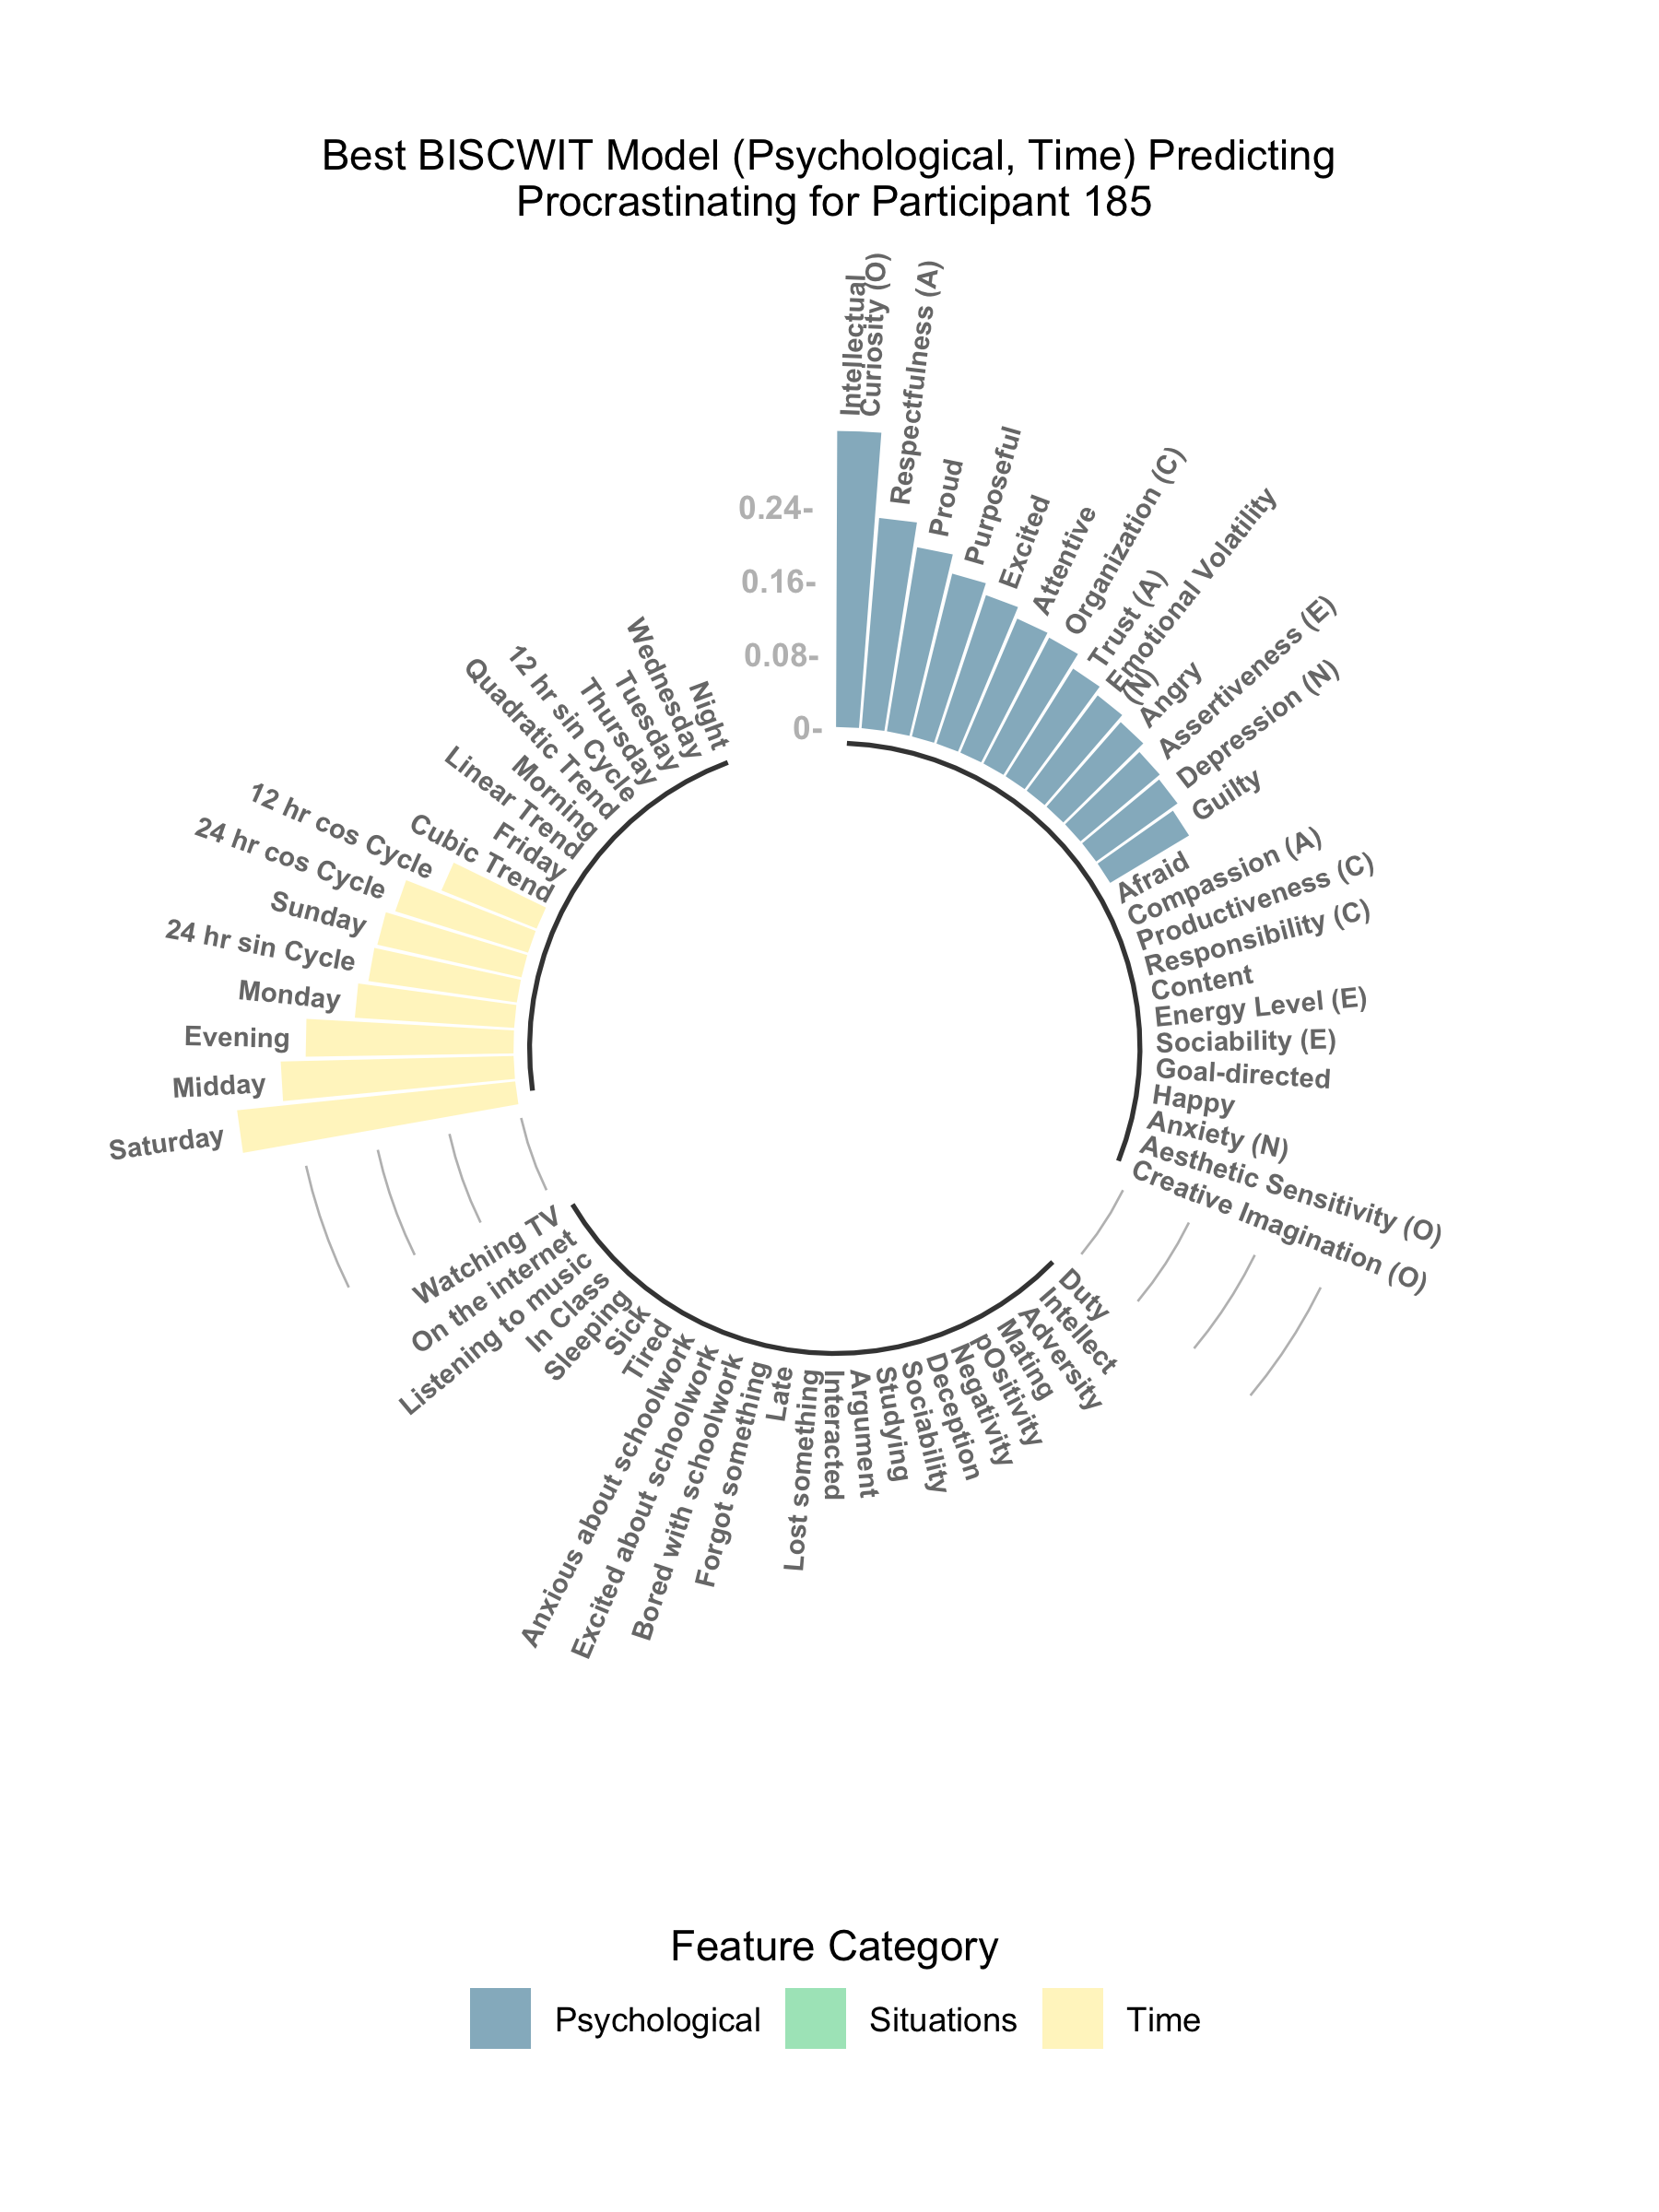 Best BISCWIT Model (Psychological, Time) Predicting
Procrastinating for Participant 185
Intellectual
Curiosity (O)
Respectfulness (A)
Proud
Purposeful
Excited
Attentive
Organization (C)
Trust (A)
Emotional Volatility
(N)
Angry
Assertiveness (E)
Depression (N)
Guilty
Afraid
Compassion (A)
Productiveness (C)
Responsibility (C)
Content
Energy Level (E)
Sociability (E)
Goal-directed
Happy
Anxiety (N)
Aesthetic Sensitivity (O)
Creative Imagination (O)
Duty
Intellect
Adversity
Mating
pOsitivity
Negativity
Deception
Sociability
Studying
Argument
Interacted
Lost something
Late
Forgot something
Bored with schoolwork
Excited about schoolwork
Anxious about schoolwork
Tired
Sick
Sleeping
In Class
Listening to music
On the internet
Watching TV
Saturday
Midday
Evening
Monday
24 hr sin Cycle
Sunday
24 hr cos Cycle
12 hr cos Cycle
Cubic Trend
Friday
Linear Trend
Morning
Quadratic Trend
12 hr sin Cycle
Thursday
Tuesday
Wednesday
Night
0.24-
0.16-
0.08-
0-
Feature Category
Psychological
Situations
Time